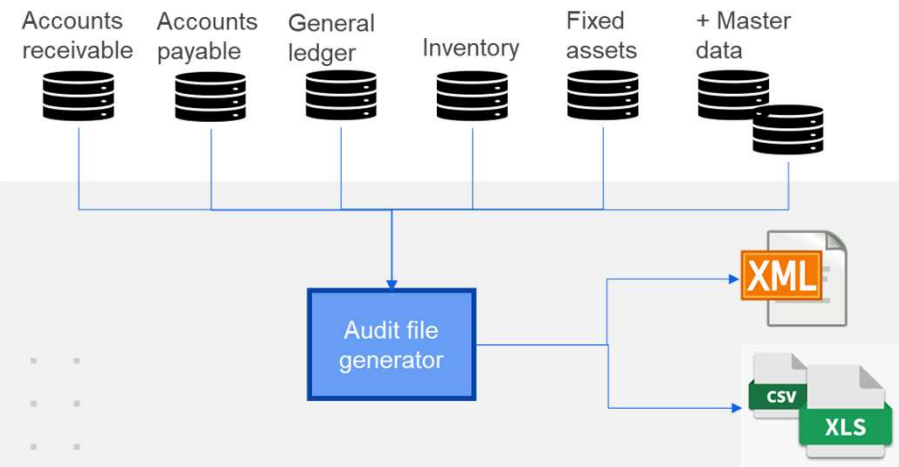 Accounts
receivable
Accounts
payable
General
ledger
Inventory
Fixed
assets
+ Master
data
XML
Audit file
generator
CSV
XLS